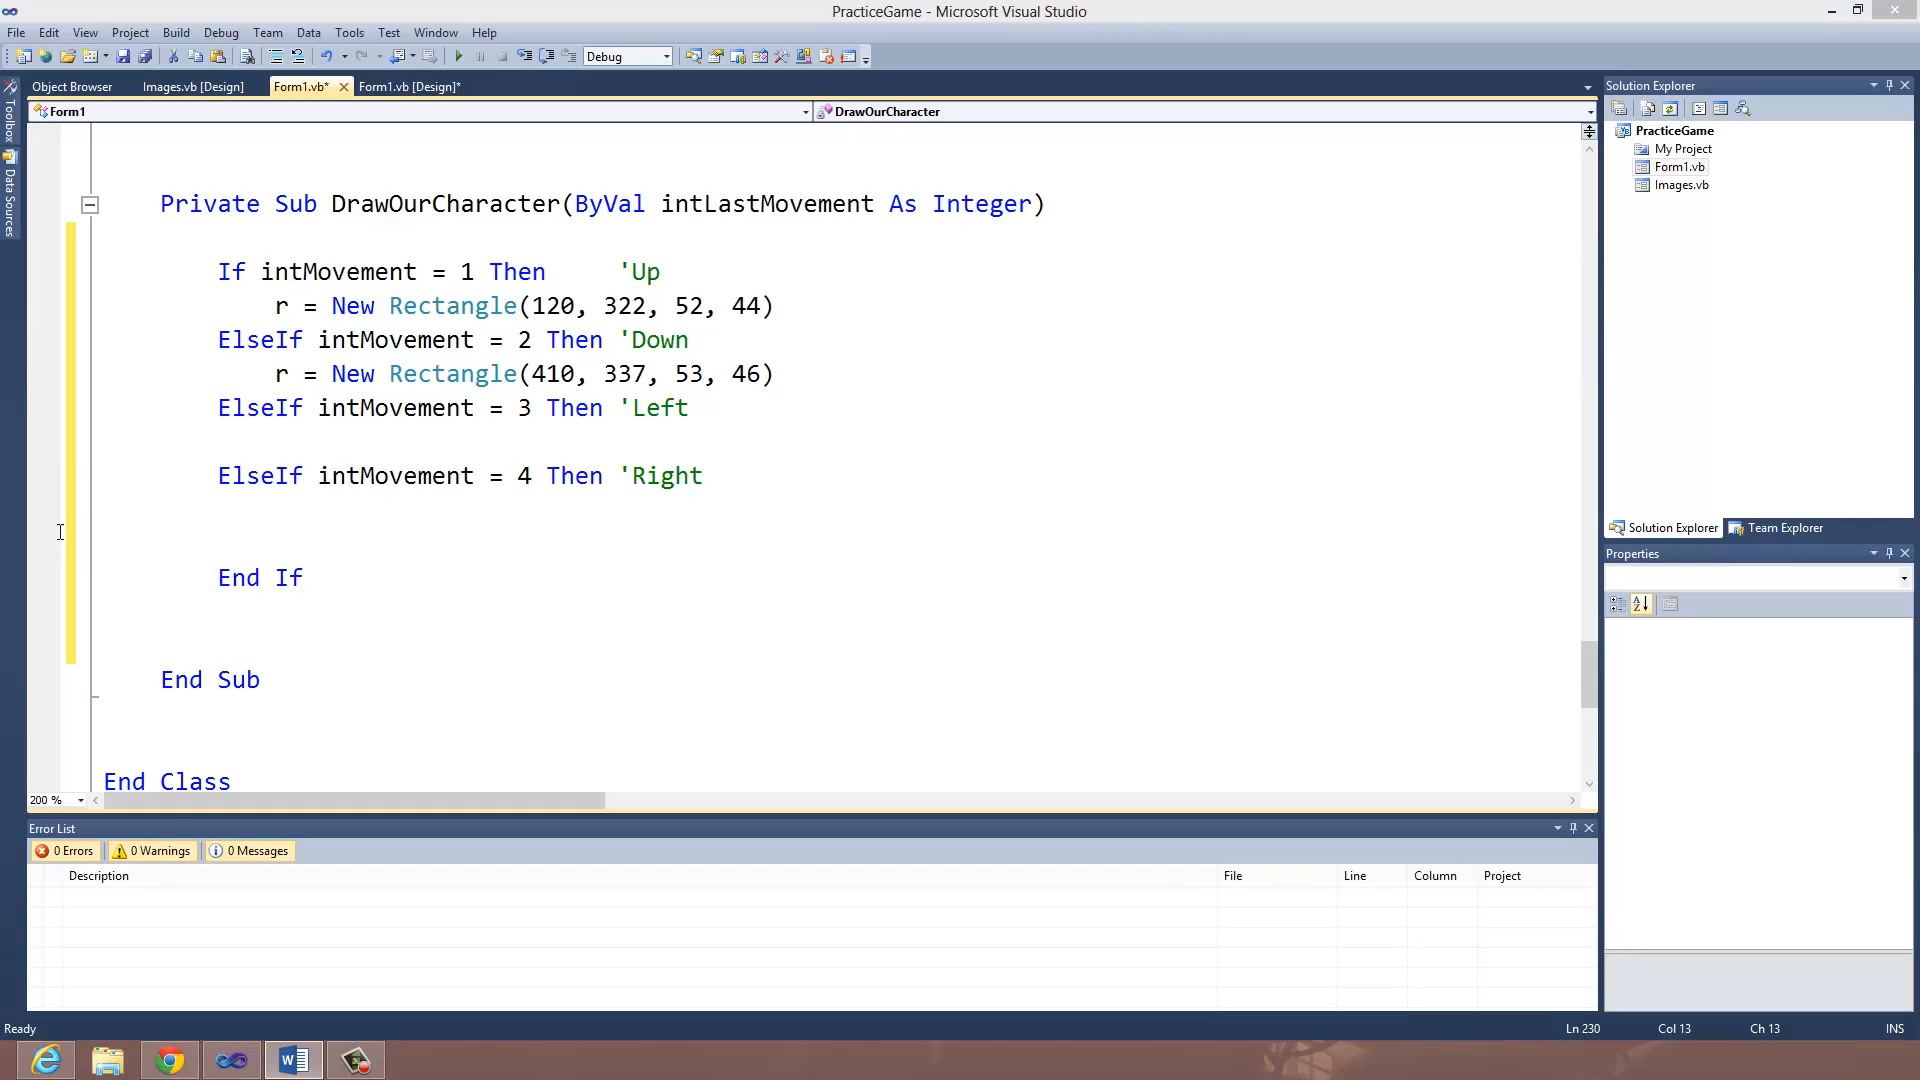 PracticeGame - Microsoft Visual Studio
File Edit View Project Build Debug Team Data Tools Test Window Help
Debug
Object Browser Images.vb [Design] Form1.vb* Form1.vb [Design]*
Form1 DrawOurCharacter
Toolbox
Data Sources
Private Sub DrawOurCharacter(ByVal intLastMovement As Integer)
If intMovement = 1 Then 'Up
r = New Rectangle(120, 322, 52, 44)
ElseIf intMovement = 2 Then 'Down
r = New Rectangle(410, 337, 53, 46)
ElseIf intMovement = 3 Then 'Left
ElseIf intMovement = 4 Then 'Right
End If
End Sub
End Class
200 %
Solution Explorer
PracticeGame
My Project
Form1.vb
Images.vb
Solution Explorer Team Explorer
Properties
Error List
0 Errors 0 Warnings 0 Messages
Description File Line Column Project
Ready Ln 230 Col 13 Ch 13 INS